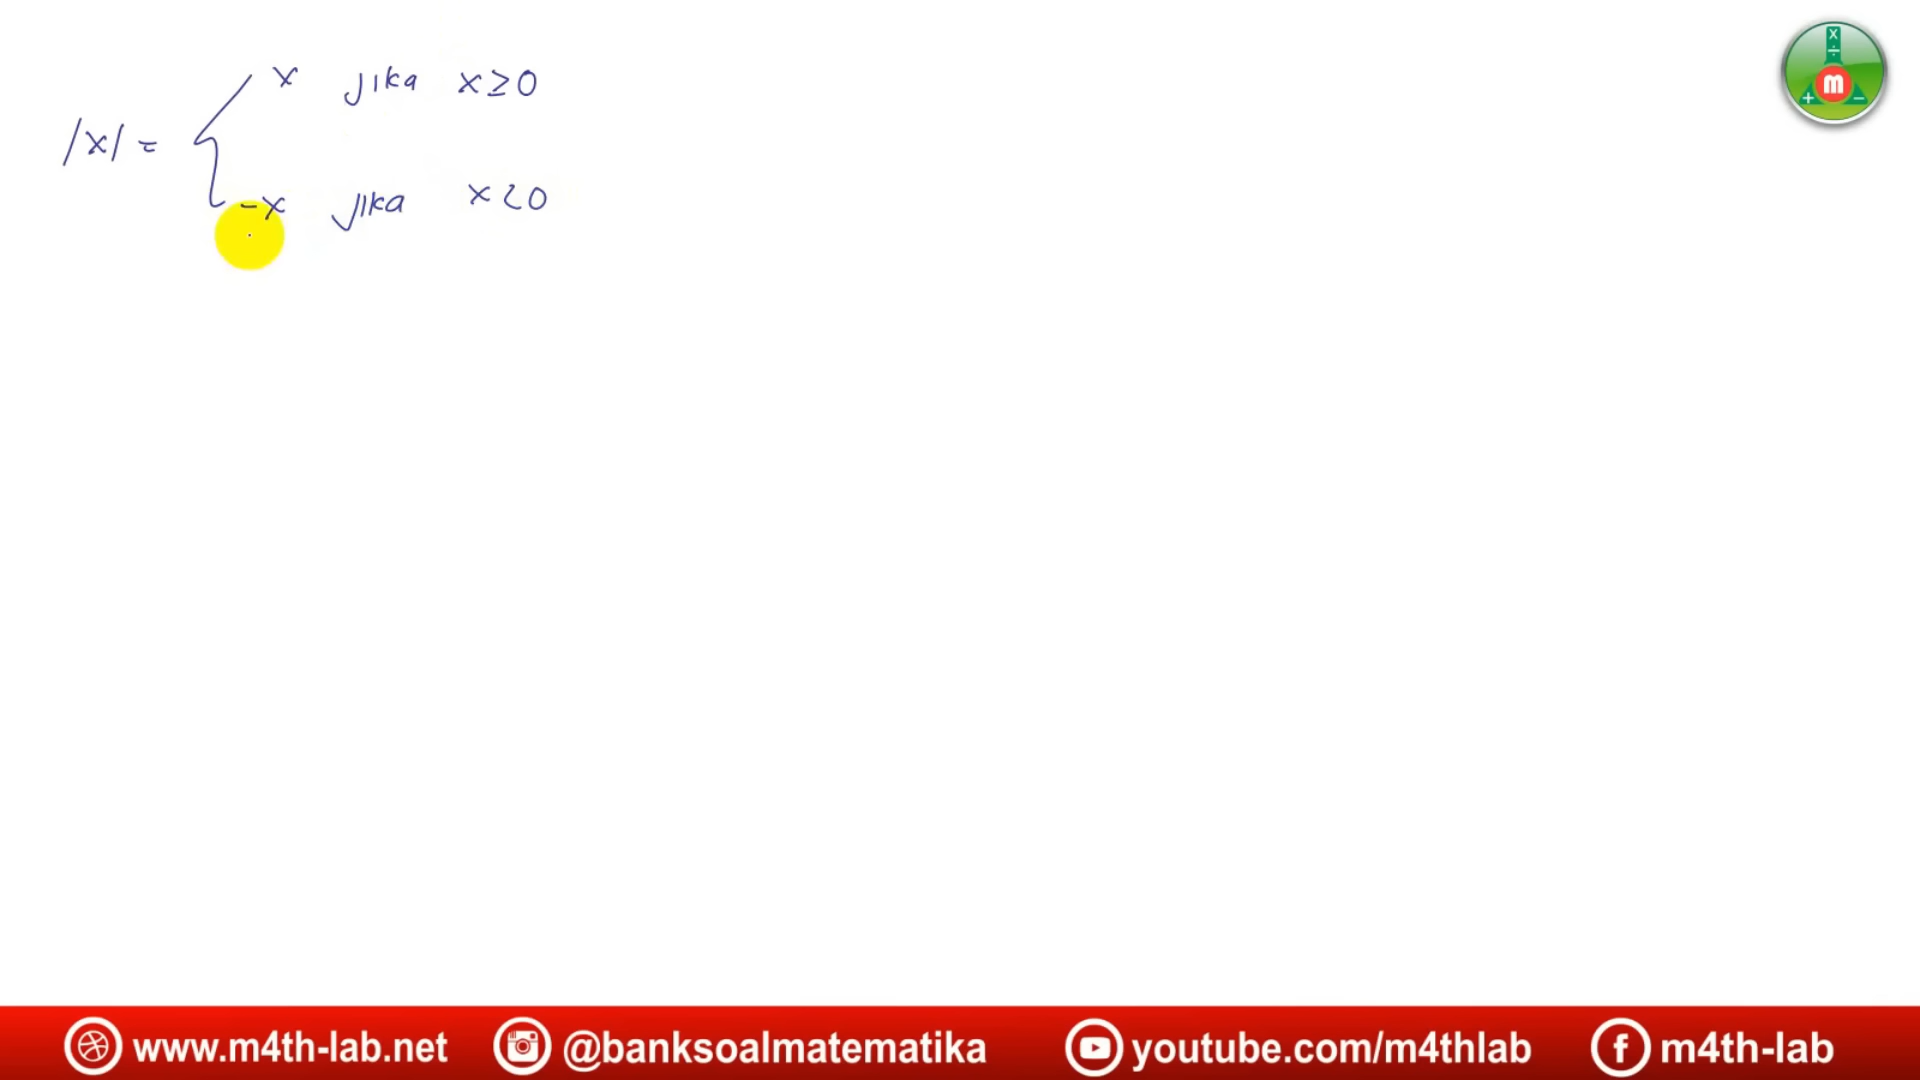 x jika x≥0
|x| =
-x jika x<0
x
÷
m
+ −
www.m4th-lab.net @banksoalmatematika youtube.com/m4thlab m4th-lab